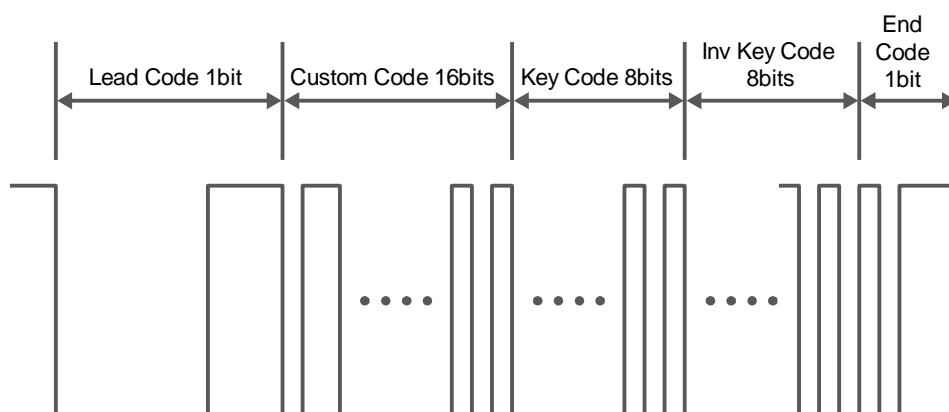 Lead Code 1bit
Custom Code 16bits
Key Code 8bits
Inv Key Code
8bits
End
Code
1bit